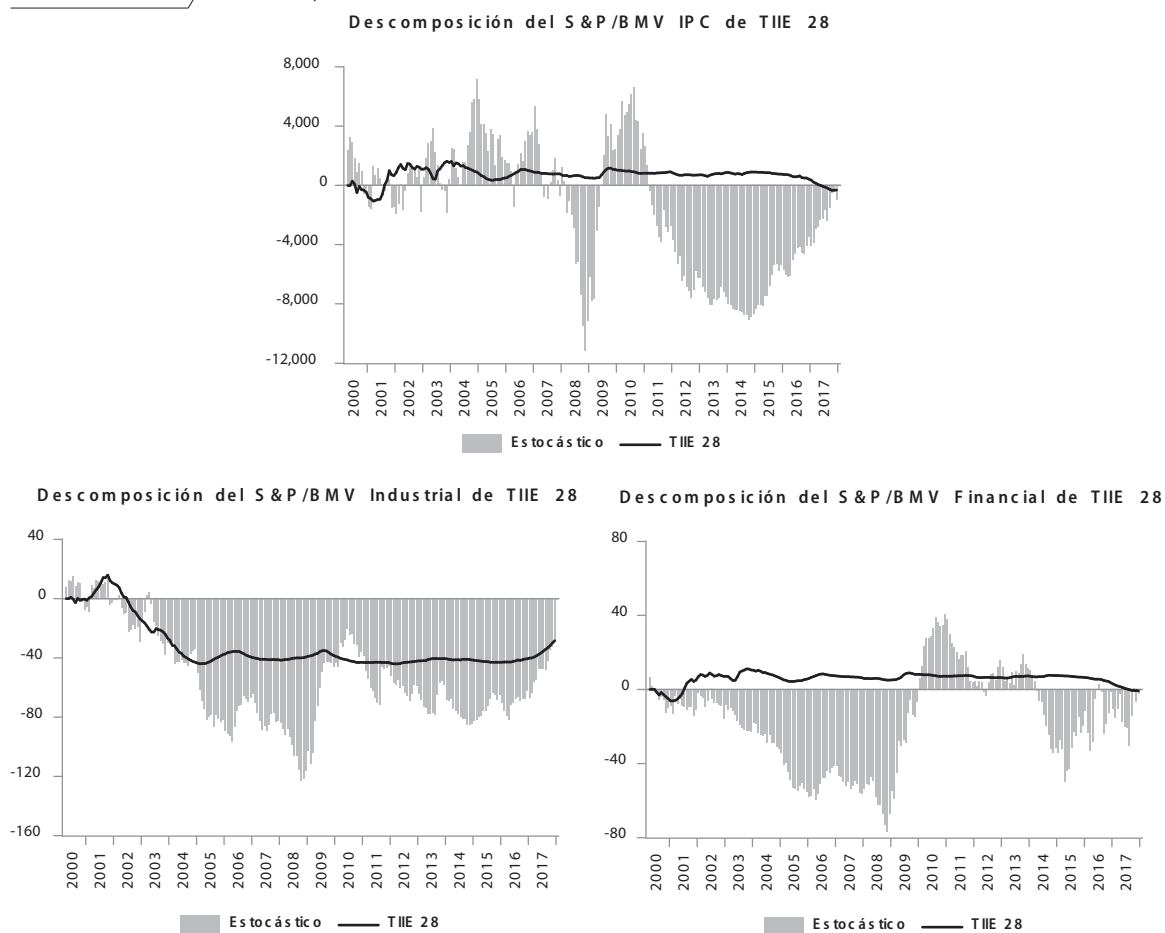 Descomposición del S&P/BMV IPC de TIIE 28
8,000
4,000
0
-4,000
-8,000
-12,000
2000 2001 2002 2003 2004 2005 2006 2007 2008 2009 2010 2011 2012 2013 2014 2015 2016 2017
Estocástico TIIE 28
Descomposición del S&P/BMV Industrial de TIIE 28
40
0
-40
-80
-120
-160
2000 2001 2002 2003 2004 2005 2006 2007 2008 2009 2010 2011 2012 2013 2014 2015 2016 2017
Estocástico TIIE 28
Descomposición del S&P/BMV Financial de TIIE 28
80
40
0
-40
-80
2000 2001 2002 2003 2004 2005 2006 2007 2008 2009 2010 2011 2012 2013 2014 2015 2016 2017
Estocástico TIIE 28